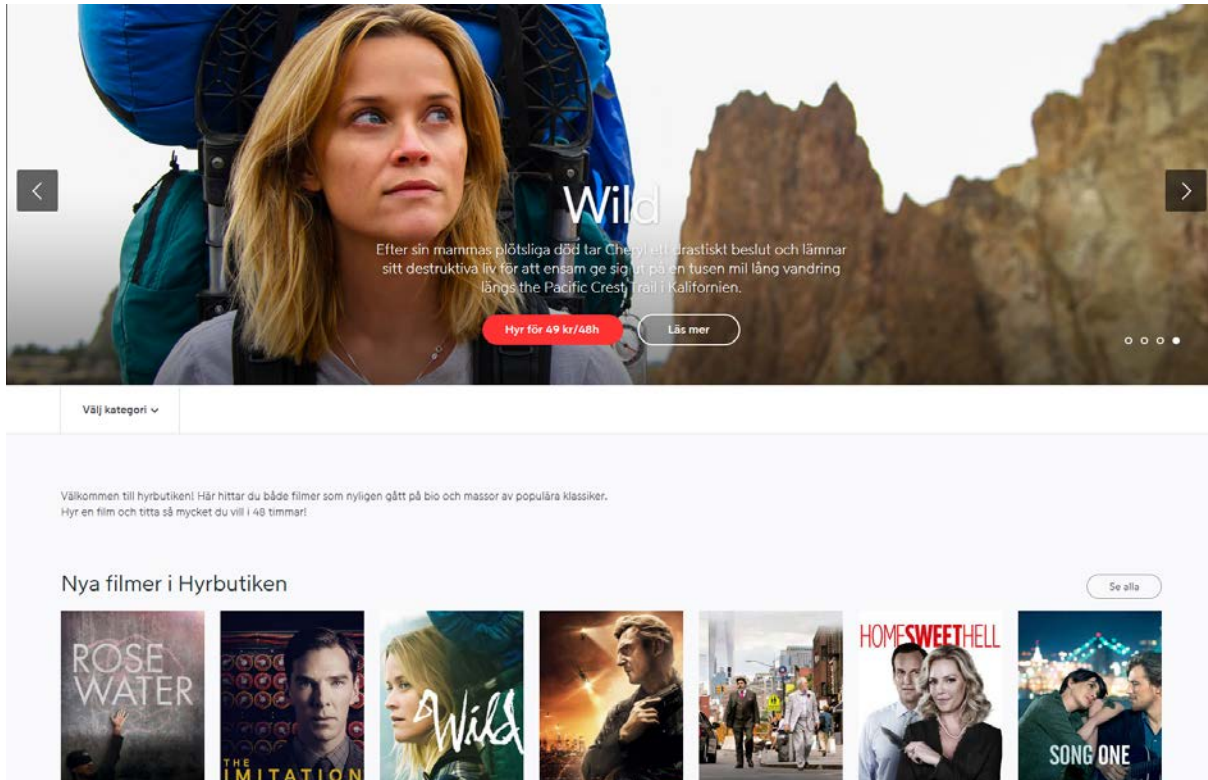 Wild
Efter sin mammas plötsliga död tar Cheryl ett drastiskt beslut och lämnar
sitt destruktiva liv för att ensam ge sig ut på en tusen mil lång vandring
längs the Pacific Crest Trail i Kalifornien.
Hyr för 49 kr/48h
Läs mer
Välj kategori
Välkommen till hyrbutiken! Här hittar du både filmer som nyligen gått på bio och massor av populära klassiker.
Hyr en film och titta så mycket du vill i 48 timmar!
Nya filmer i Hyrbutiken
Se alla
ROSE
WATER
THE
IMITATION
Wild
HOMESWEETHELL
SONG ONE